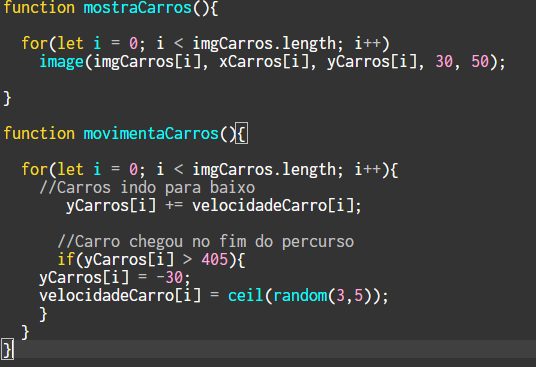 function mostraCarros(){
for(let i = 0; i < imgCarros.length; i++)
image(imgCarros[i], xCarros[i], yCarros[i], 30, 50);
}
function movimentaCarros(){
for(let i = 0; i < imgCarros.length; i++){
//Carros indo para baixo
yCarros[i] += velocidadeCarro[i];
//Carro chegou no fim do percurso
if(yCarros[i] > 405){
yCarros[i] = -30;
velocidadeCarro[i] = ceil(random(3,5));
}
}
}